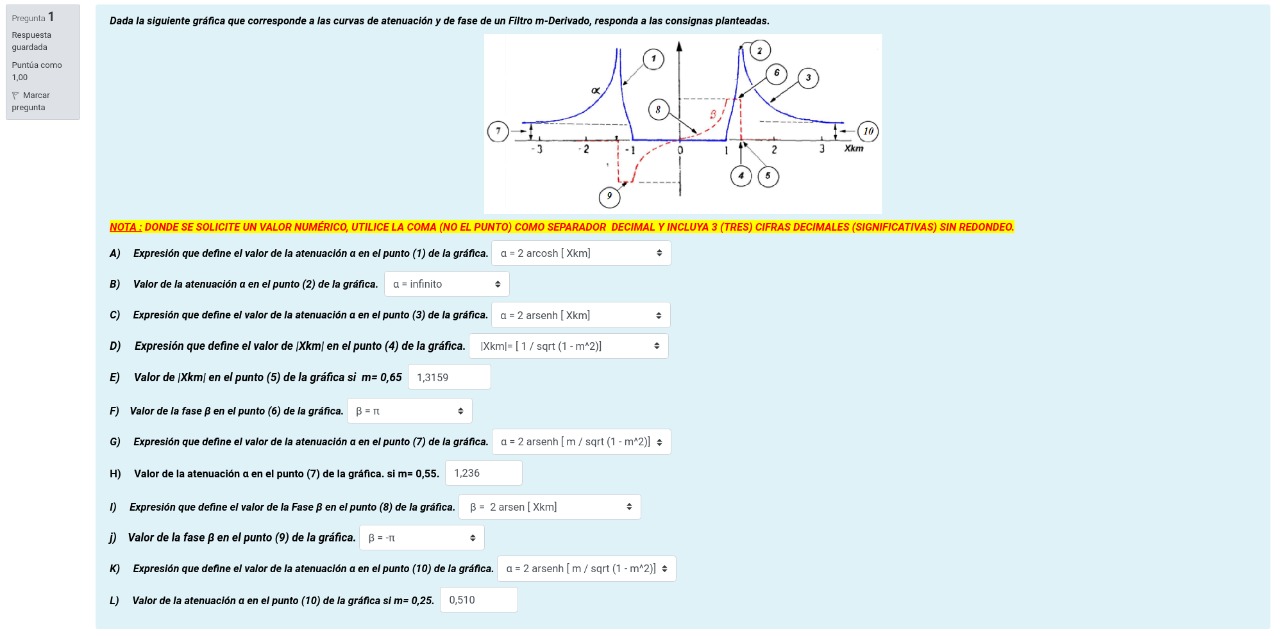 Pregunta 1
Respuesta
guardada
Puntúa como
1,00
Marcar
pregunta
Dada la siguiente gráfica que corresponde a las curvas de atenuación y de fase de un Filtro m-Derivado, responda a las consignas planteadas.
1
2
α
6
3
8
β
7
10
-3
-2
-1
0
1
2
3
Xkm
4
5
9
NOTA : DONDE SE SOLICITE UN VALOR NUMÉRICO, UTILICE LA COMA (NO EL PUNTO) COMO SEPARADOR DECIMAL Y INCLUYA 3 (TRES) CIFRAS DECIMALES (SIGNIFICATIVAS) SIN REDONDEO.
A) Expresión que define el valor de la atenuación α en el punto (1) de la gráfica. α = 2 arcosh [ Xkm]
B) Valor de la atenuación α en el punto (2) de la gráfica. α = infinito
C) Expresión que define el valor de la atenuación α en el punto (3) de la gráfica. α = 2 arsenh [ Xkm]
D) Expresión que define el valor de |Xkm| en el punto (4) de la gráfica. |Xkm|= [ 1 / sqrt (1 - m^2)]
E) Valor de |Xkm| en el punto (5) de la gráfica si m= 0,65 1,3159
F) Valor de la fase β en el punto (6) de la gráfica. β = π
G) Expresión que define el valor de la atenuación α en el punto (7) de la gráfica. α = 2 arsenh [ m / sqrt (1 - m^2)]
H) Valor de la atenuación α en el punto (7) de la gráfica. si m= 0,55. 1,236
I) Expresión que define el valor de la Fase β en el punto (8) de la gráfica. β = 2 arsen [ Xkm]
j) Valor de la fase β en el punto (9) de la gráfica. β = -π
K) Expresión que define el valor de la atenuación α en el punto (10) de la gráfica. α = 2 arsenh [ m / sqrt (1 - m^2)]
L) Valor de la atenuación α en el punto (10) de la gráfica si m= 0,25. 0,510